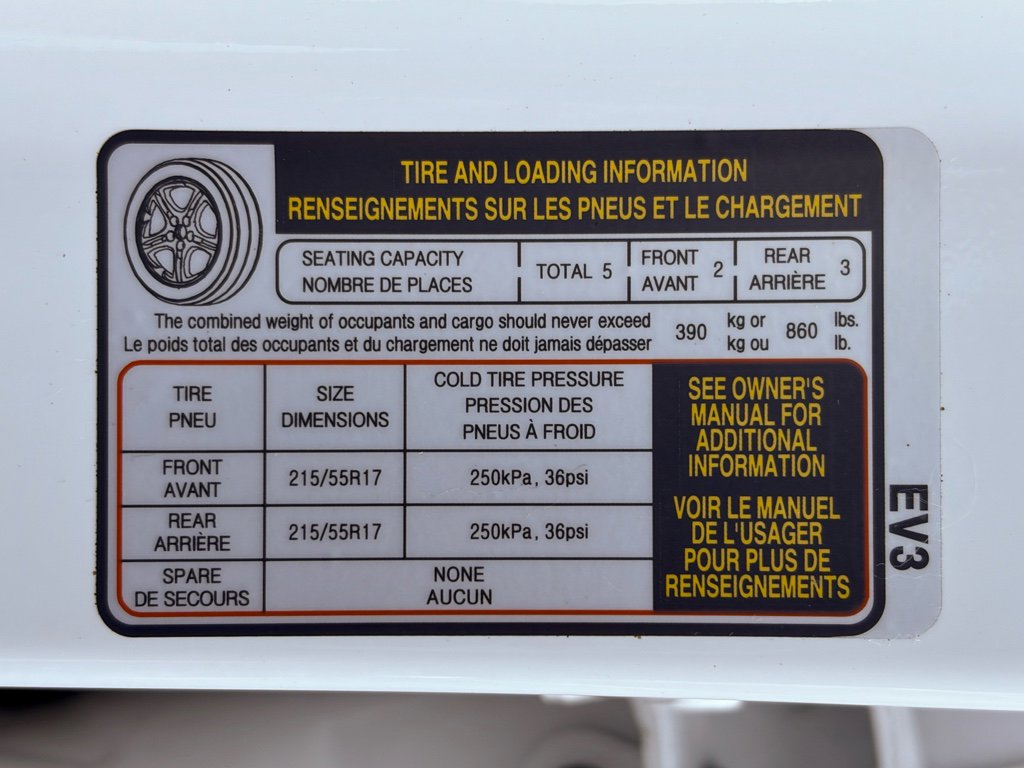 TIRE AND LOADING INFORMATION
RENSEIGNEMENTS SUR LES PNEUS ET LE CHARGEMENT
SEATING CAPACITY
NOMBRE DE PLACES
TOTAL 5
FRONT
AVANT
2
REAR
ARRIÈRE
3
The combined weight of occupants and cargo should never exceed
Le poids total des occupants et du chargement ne doit jamais dépasser
390
kg or
kg ou
860
lbs.
lb.
TIRE
PNEU
SIZE
DIMENSIONS
COLD TIRE PRESSURE
PRESSION DES
PNEUS À FROID
FRONT
AVANT
215/55R17
250kPa, 36psi
REAR
ARRIÈRE
215/55R17
250kPa, 36psi
SPARE
DE SECOURS
NONE
AUCUN
SEE OWNER'S
MANUAL FOR
ADDITIONAL
INFORMATION
VOIR LE MANUEL
DE L'USAGER
POUR PLUS DE
RENSEIGNEMENTS
EV3